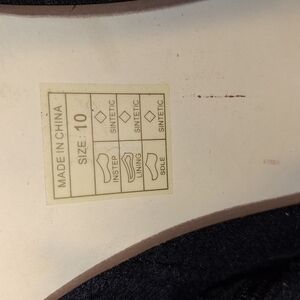 MADE IN CHINA
SIZE: 10
INSTEP SINTETIC
LINING SINTETIC
SOLE SINTETIC